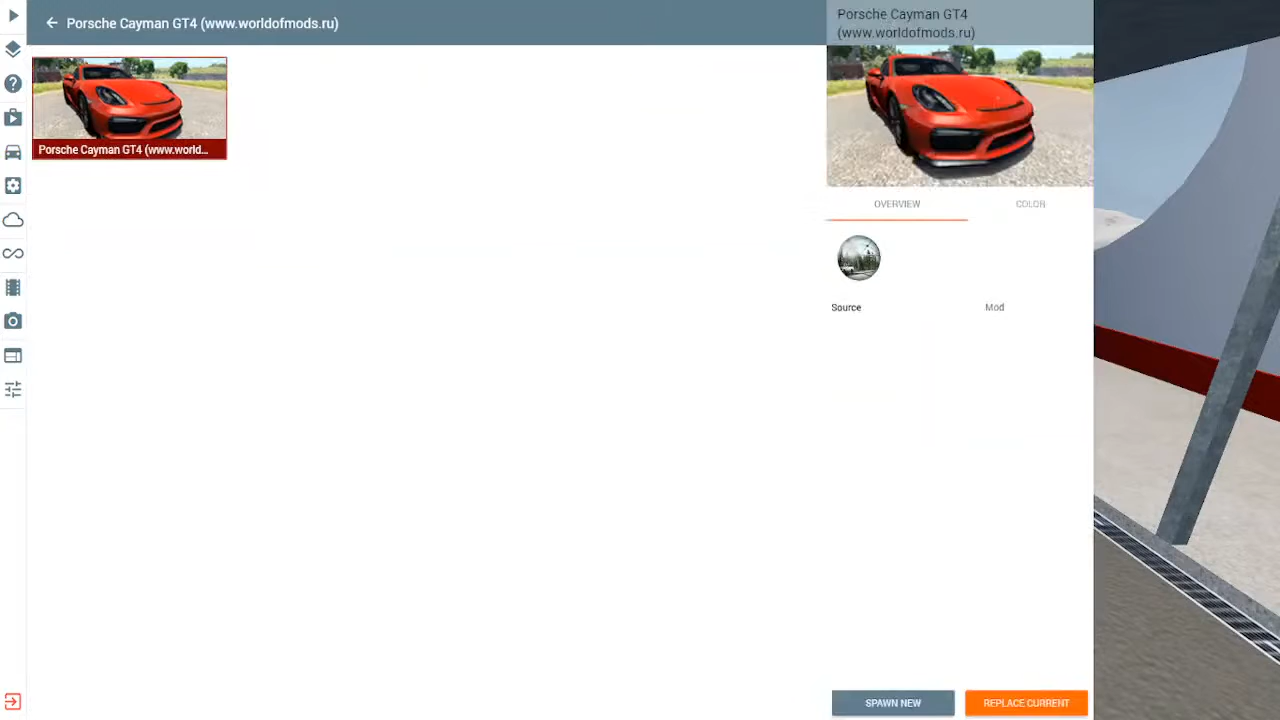 Porsche Cayman GT4 (www.worldofmods.ru)
Porsche Cayman GT4 (www.world...
Porsche Cayman GT4
(www.worldofmods.ru)
OVERVIEW
COLOR
Source
Mod
SPAWN NEW
REPLACE CURRENT